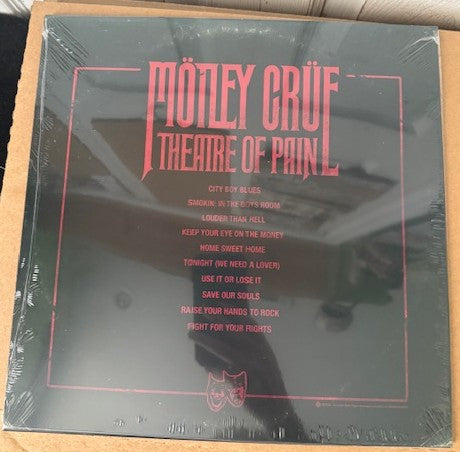 MÖTLEY CRÜE
THEATRE OF PAIN
CITY BOY BLUES
SMOKIN' IN THE BOYS ROOM
LOUDER THAN HELL
KEEP YOUR EYE ON THE MONEY
HOME SWEET HOME
TONIGHT (WE NEED A LOVER)
USE IT OR LOSE IT
SAVE OUR SOULS
RAISE YOUR HANDS TO ROCK
FIGHT FOR YOUR RIGHTS